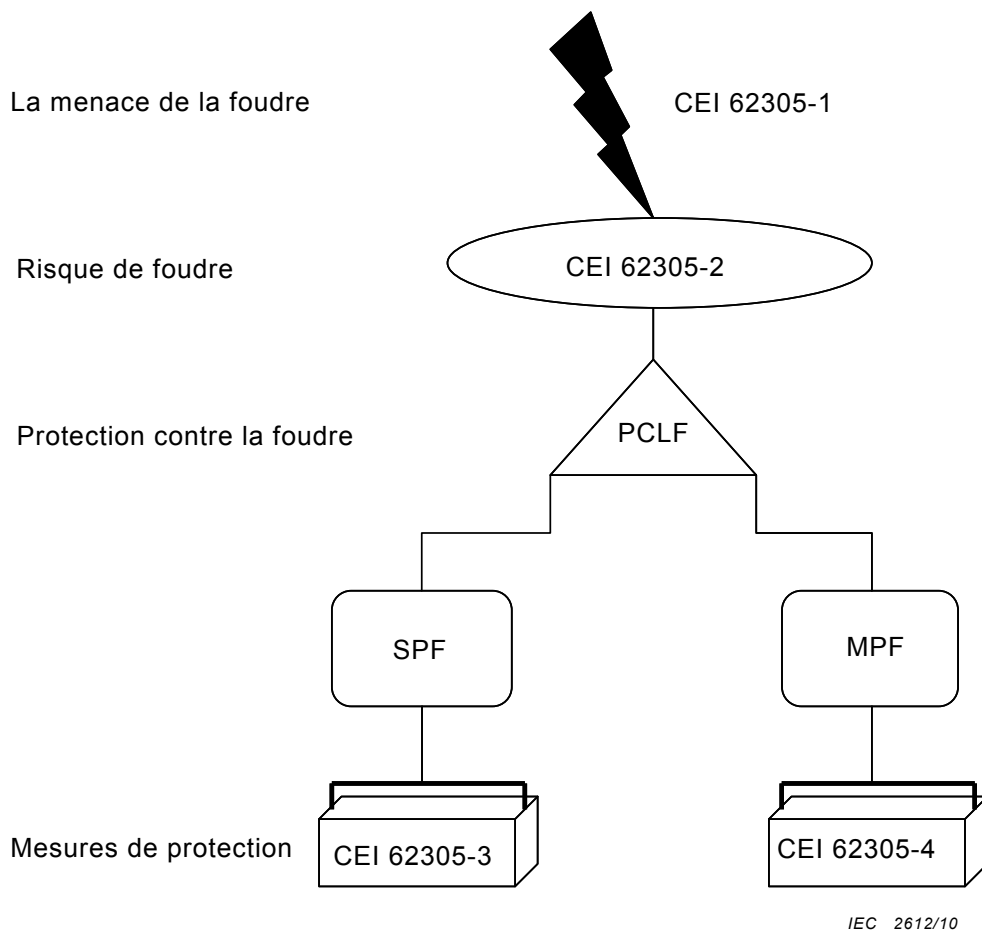 La menace de la foudre
CEI 62305-1
Risque de foudre
CEI 62305-2
Protection contre la foudre
PCLF
SPF
MPF
Mesures de protection
CEI 62305-3
CEI 62305-4
IEC 2612/10